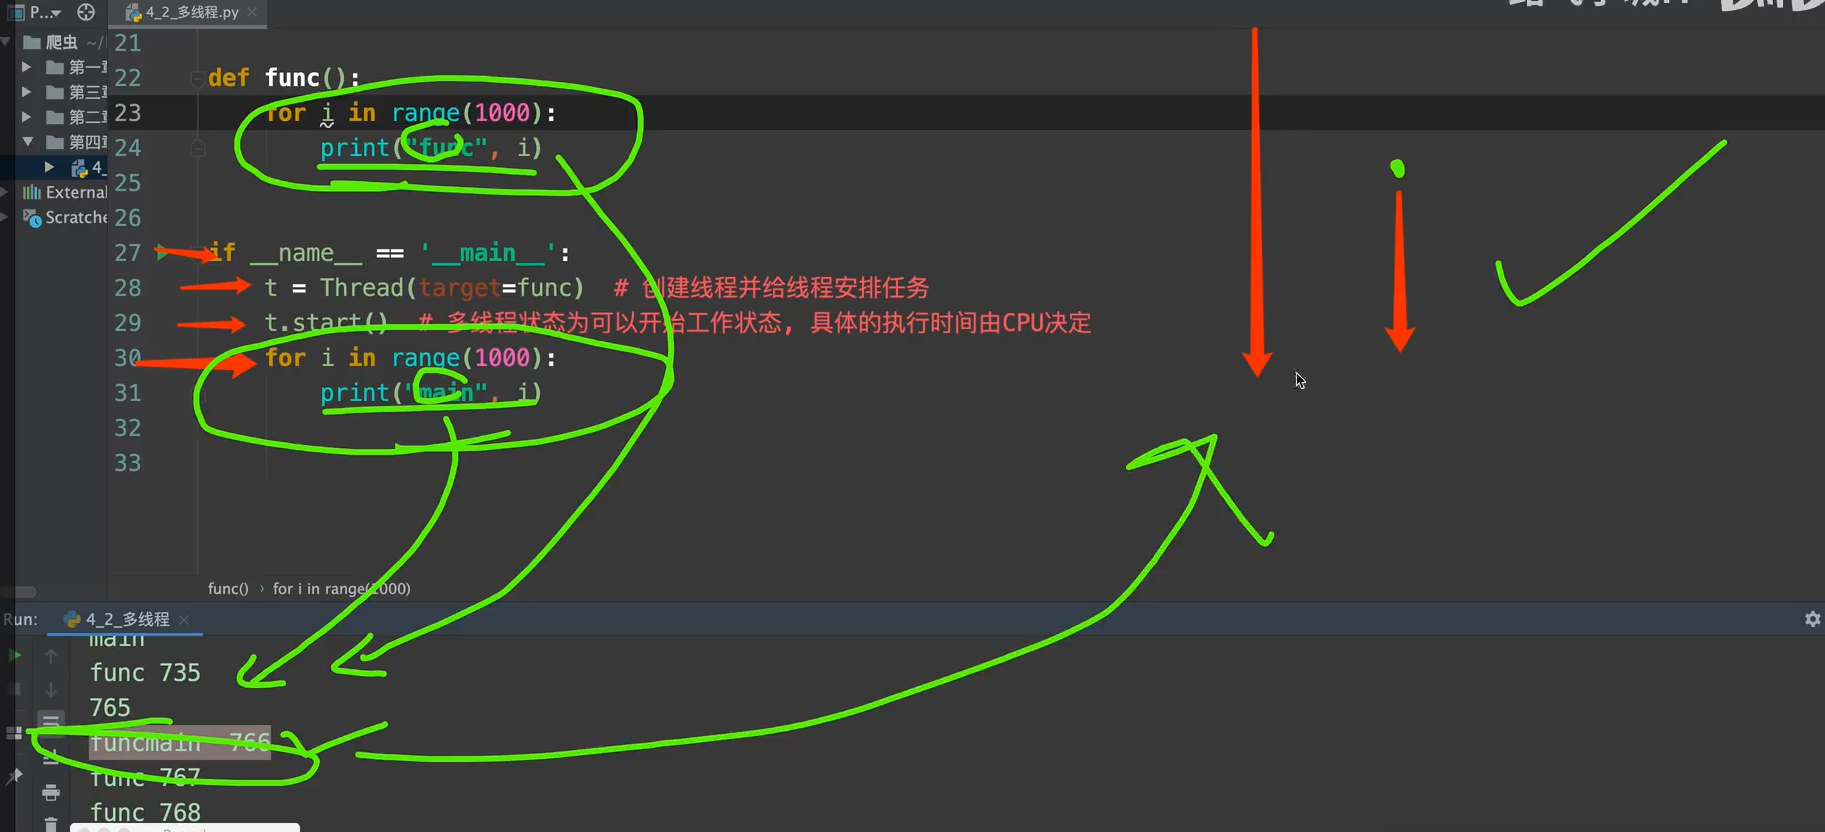 P...
4_2_多线程.py
爬虫 ~/
第一章
第三章
第二章
第四章
4_
External
Scratche
21
22 def func():
23 for i in range(1000):
24 print("func", i)
25
26
27 if __name__ == '__main__':
28 t = Thread(target=func) # 创建线程并给线程安排任务
29 t.start() # 多线程状态为可以开始工作状态, 具体的执行时间由CPU决定
30 for i in range(1000):
31 print("main", i)
32
33
func() › for i in range(1000)
Run: 4_2_多线程
main
func 735
765
funcmain 766
func 767
func 768